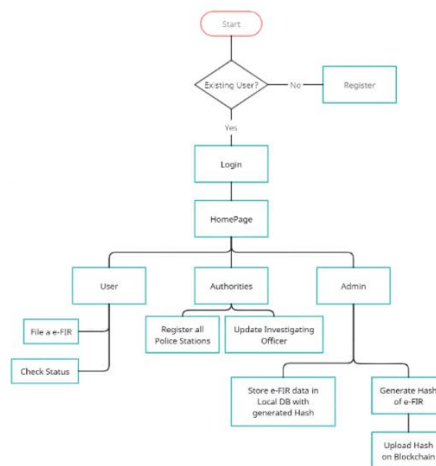 Start
Existing User?
No
Register
Yes
Login
HomePage
User
Authorities
Admin
File a e-FIR
Register all
Police Stations
Update Investigating
Officer
Check Status
Store e-FIR data in
Local DB with
generated Hash
Generate Hash
of e-FIR
Upload Hash
on Blockchain